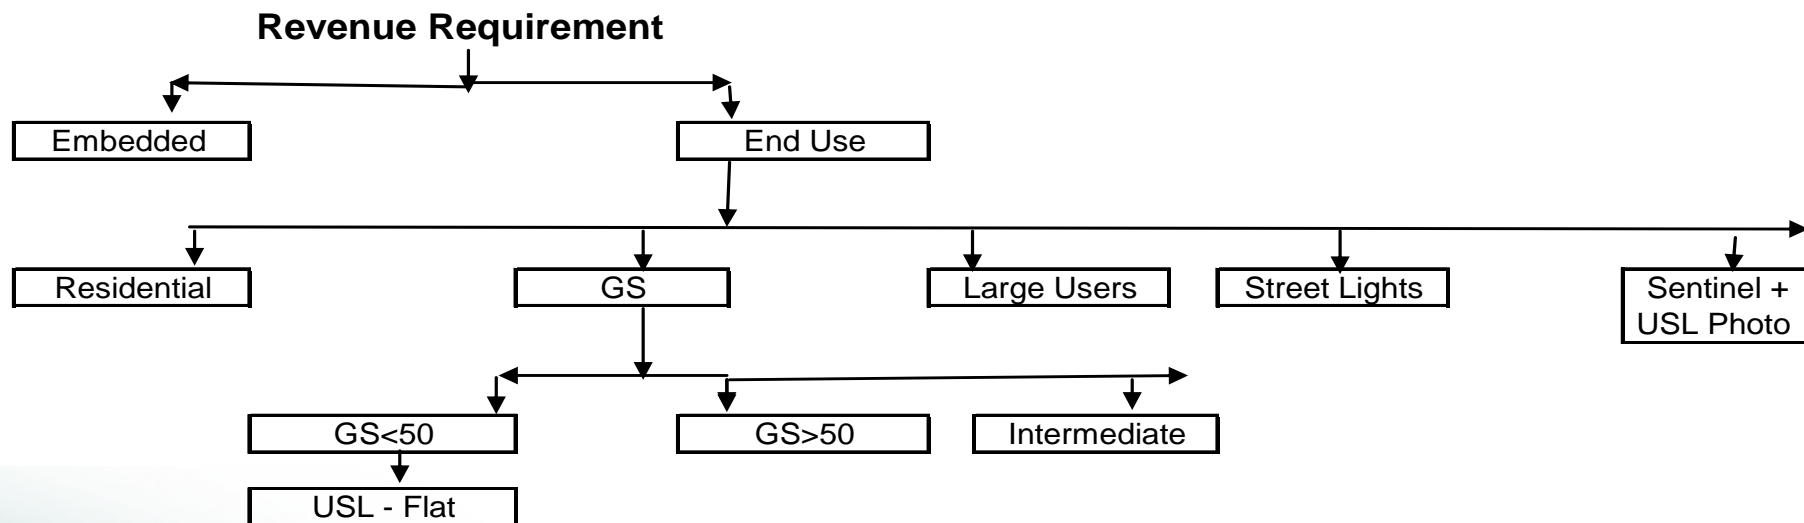 Revenue Requirement
Embedded
End Use
Residential
GS
Large Users
Street Lights
Sentinel +
USL Photo
GS<50
GS>50
Intermediate
USL - Flat